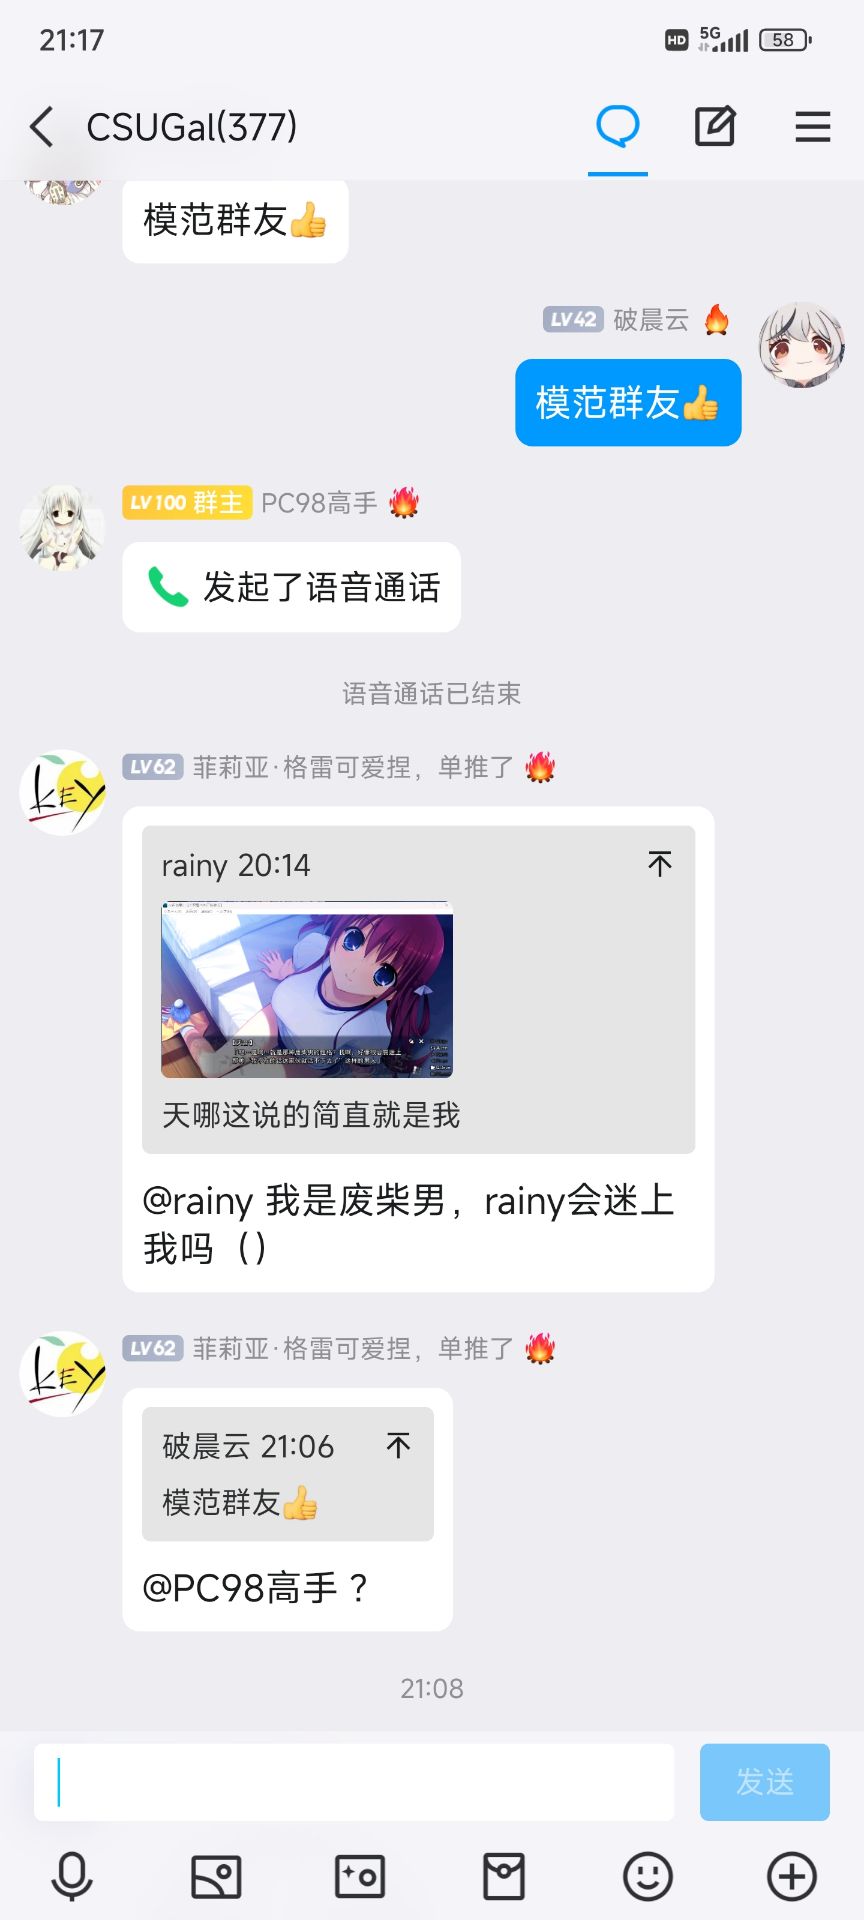 21:17
HD 5G 58
CSUGal(377)
模范群友👍
LV42 破晨云 🔥
模范群友👍
LV100 群主 PC98高手 🔥
发起了语音通话
语音通话已结束
key
LV62 菲莉亚·格雷可爱捏，单推了 🔥
rainy 20:14
天哪这说的简直就是我
@rainy 我是废柴男，rainy会迷上
我吗（）
key
LV62 菲莉亚·格雷可爱捏，单推了 🔥
破晨云 21:06
模范群友👍
@PC98高手 ？
21:08
发送